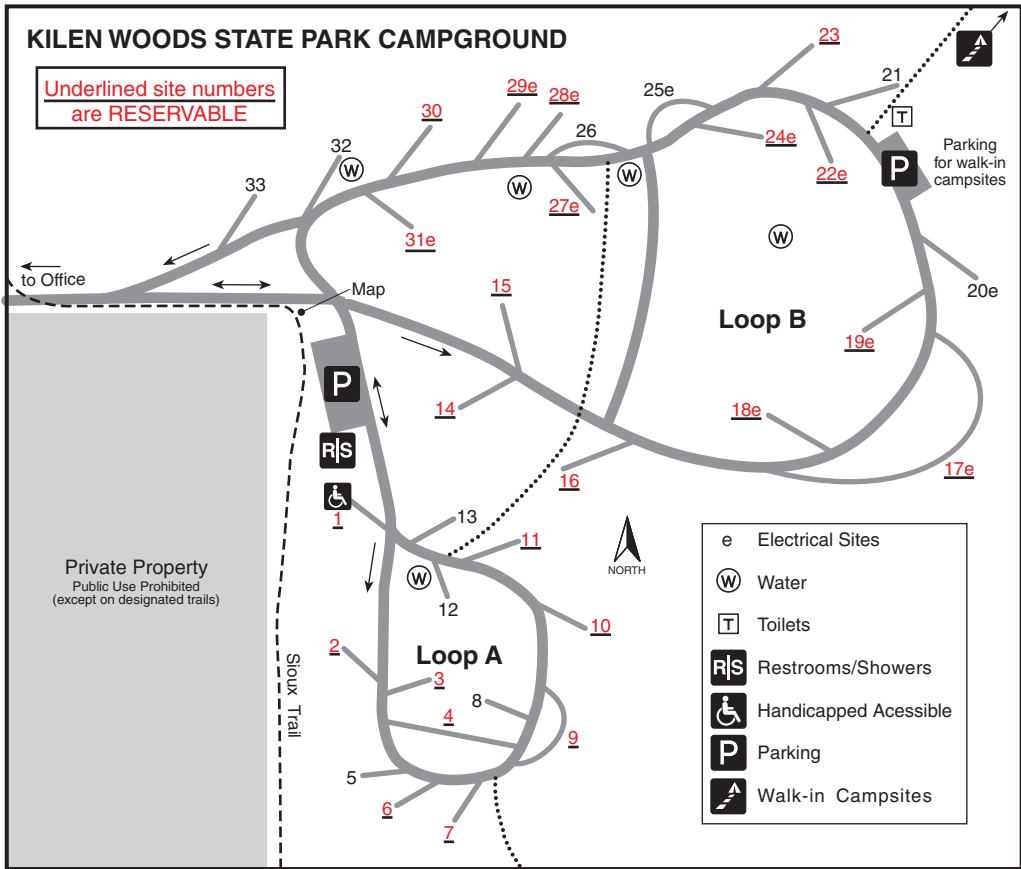 KILEN WOODS STATE PARK CAMPGROUND
Underlined site numbers
are RESERVABLE
23
21
25e
29e
28e
30
26
24e
T
32
W
W
W
22e
P
Parking
for walk-in
campsites
33
27e
31e
W
to Office
Map
15
20e
Loop B
19e
P
14
18e
R|S
16
17e
1
13
11
NORTH
W
12
10
Private Property
Public Use Prohibited
(except on designated trails)
Sioux Trail
2
Loop A
3
8
4
9
5
6
7
e Electrical Sites
W Water
T Toilets
R|S Restrooms/Showers
Handicapped Acessible
P Parking
Walk-in Campsites